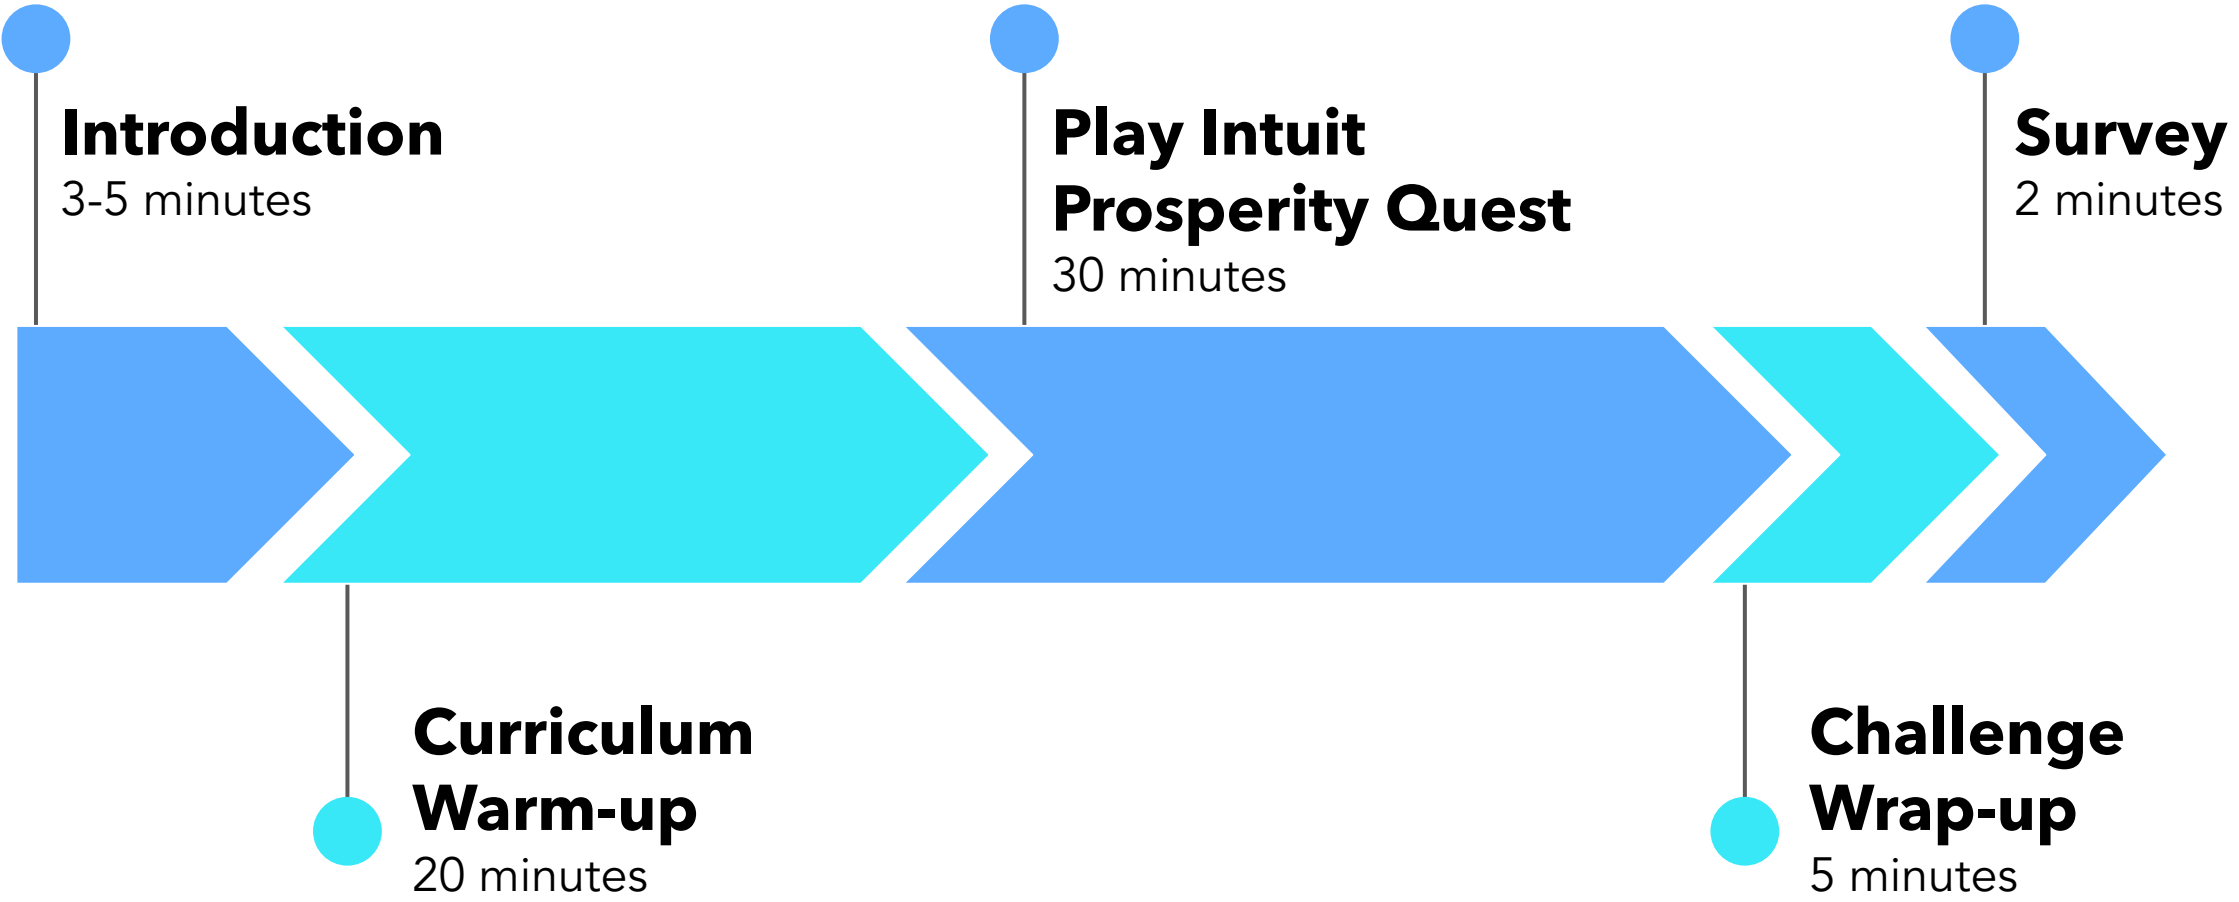 Introduction
3-5 minutes
Curriculum
Warm-up
20 minutes
Play Intuit
Prosperity Quest
30 minutes
Challenge
Wrap-up
5 minutes
Survey
2 minutes